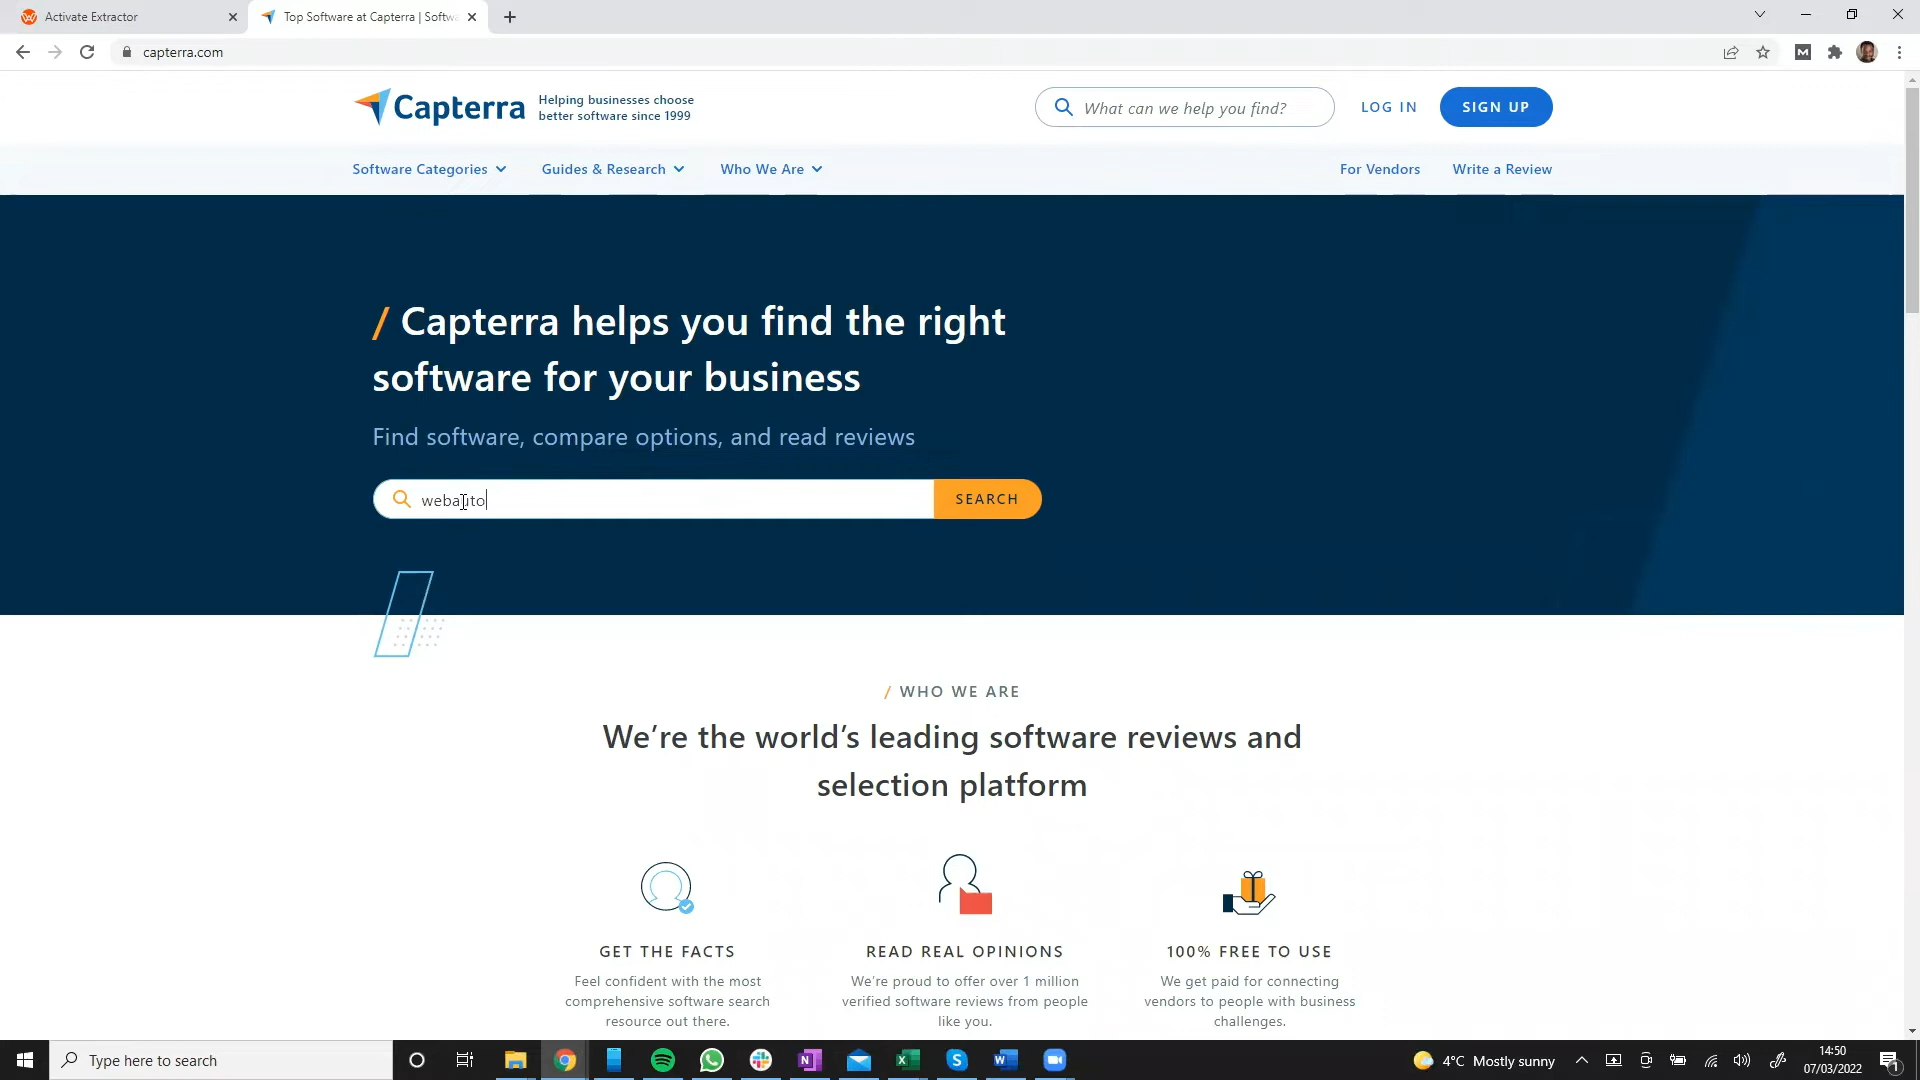 Activate Extractor
Top Software at Capterra | Softw
capterra.com
Capterra
Helping businesses choose
better software since 1999
What can we help you find?
LOG IN
SIGN UP
Software Categories
Guides & Research
Who We Are
For Vendors
Write a Review
/ Capterra helps you find the right
software for your business
Find software, compare options, and read reviews
webauto
SEARCH
/ WHO WE ARE
We're the world's leading software reviews and
selection platform
GET THE FACTS
Feel confident with the most
comprehensive software search
resource out there.
READ REAL OPINIONS
We're proud to offer over 1 million
verified software reviews from people
like you.
100% FREE TO USE
We get paid for connecting
vendors to people with business
challenges.
Type here to search
4°C Mostly sunny
14:50
07/03/2022
1